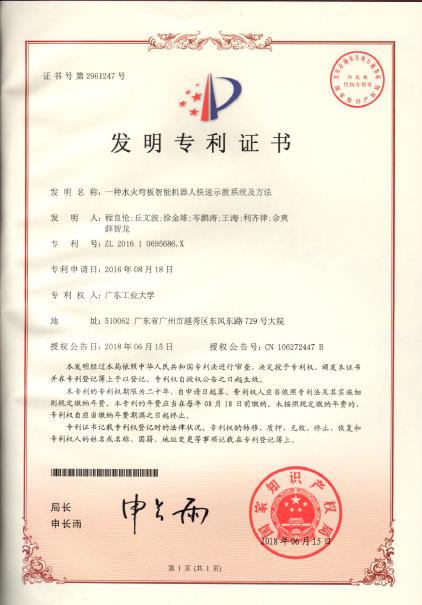 证书号第2961247号
发明专利证书
发明名称：一种水火弯板智能机器人快速示教系统及方法
发明人：程良伦;丘文波;徐金雄;岑鹏涛;王海;利齐律;佘爽
薛智龙
专利号：ZL 2016 1 0695686.X
专利申请日：2016年08月18日
专利权人：广东工业大学
地址：510062 广东省广州市越秀区东风东路729号大院
授权公告日：2018年06月15日 授权公告号：CN 106272447 B
本发明经过本局依照中华人民共和国专利法进行审查，决定授予专利权，颁发本证书
并在专利登记簿上予以登记。专利权自授权公告之日起生效。
本专利的专利权期限为二十年，自申请日起算。专利权人应当依照专利法及其实施细
则规定缴纳年费。本专利的年费应当在每年08月18日前缴纳。未按照规定缴纳年费的，
专利权自应当缴纳年费期满之日起终止。
专利证书记载专利权登记时的法律状况。专利权的转移、质押、无效、终止、恢复和
专利权人的姓名或名称、国籍、地址变更等事项记载在专利登记簿上。
局长
申长雨
申长雨
国家知识产权局
2018年06月15日
第1页(共1页)